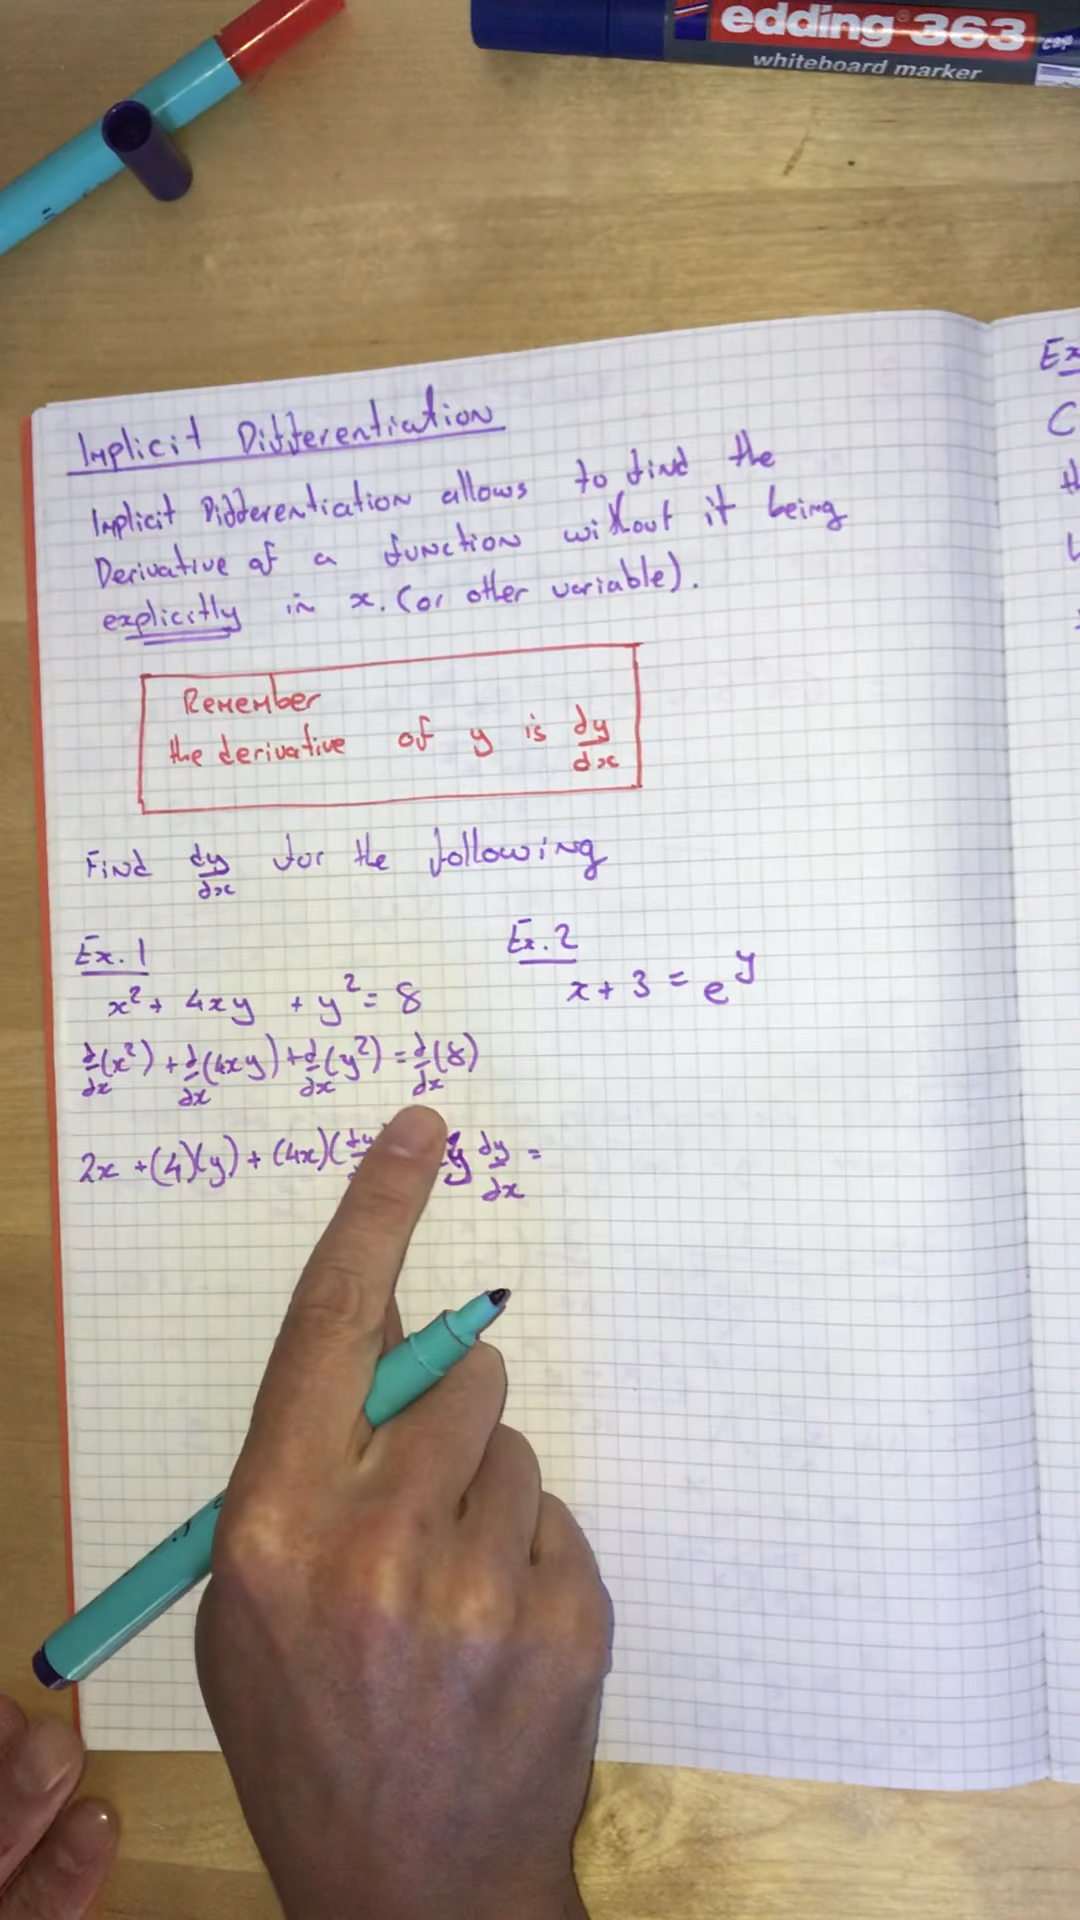 edding 363
whiteboard marker
Implicit Differentiation
Implicit Differentiation allows to find the
Derivative of a function without it being
explicitly in x. (or other variable).
Remember
the derivative of y is dy/dx
Find dy/dx for the following
Ex. 1
x² + 4xy + y² = 8
d/dx(x²) + d/dx(4xy) + d/dx(y²) = d/dx(8)
2x + (4)(y) + (4x)(dy y dy/dx =
Ex. 2
x + 3 = e^y
Ex
C